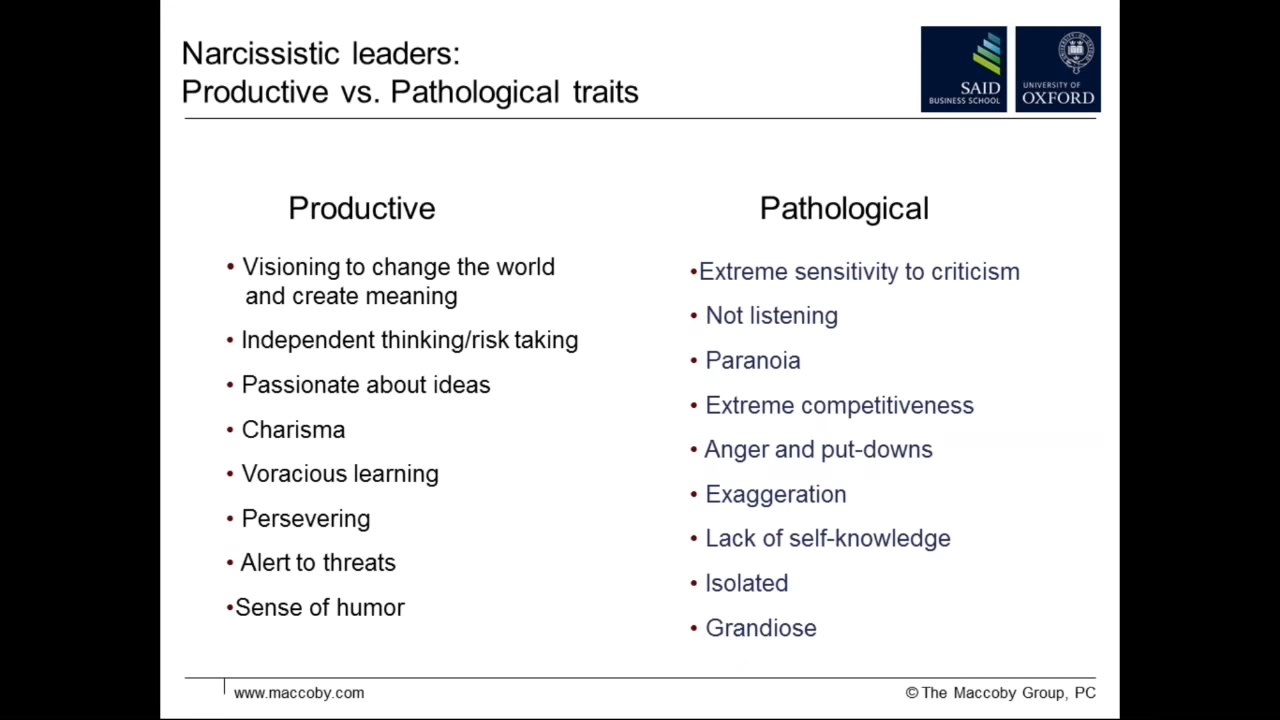 Narcissistic leaders:
Productive vs. Pathological traits
SAID
BUSINESS SCHOOL
UNIVERSITY OF
OXFORD
Productive
• Visioning to change the world
and create meaning
• Independent thinking/risk taking
• Passionate about ideas
• Charisma
• Voracious learning
• Persevering
• Alert to threats
•Sense of humor
Pathological
•Extreme sensitivity to criticism
• Not listening
• Paranoia
• Extreme competitiveness
• Anger and put-downs
• Exaggeration
• Lack of self-knowledge
• Isolated
• Grandiose
www.maccoby.com
© The Maccoby Group, PC